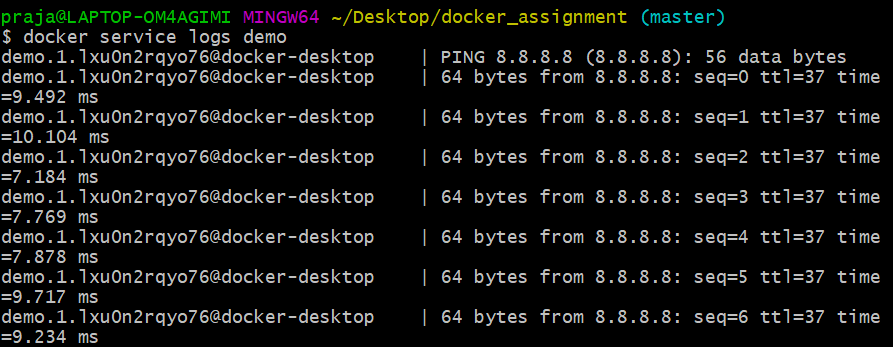 praja@LAPTOP-OM4AGIMI MINGW64 ~/Desktop/docker_assignment (master)
$ docker service logs demo
demo.1.lxu0n2rqyo76@docker-desktop    | PING 8.8.8.8 (8.8.8.8): 56 data bytes
demo.1.lxu0n2rqyo76@docker-desktop    | 64 bytes from 8.8.8.8: seq=0 ttl=37 time
=9.492 ms
demo.1.lxu0n2rqyo76@docker-desktop    | 64 bytes from 8.8.8.8: seq=1 ttl=37 time
=10.104 ms
demo.1.lxu0n2rqyo76@docker-desktop    | 64 bytes from 8.8.8.8: seq=2 ttl=37 time
=7.184 ms
demo.1.lxu0n2rqyo76@docker-desktop    | 64 bytes from 8.8.8.8: seq=3 ttl=37 time
=7.769 ms
demo.1.lxu0n2rqyo76@docker-desktop    | 64 bytes from 8.8.8.8: seq=4 ttl=37 time
=7.878 ms
demo.1.lxu0n2rqyo76@docker-desktop    | 64 bytes from 8.8.8.8: seq=5 ttl=37 time
=9.717 ms
demo.1.lxu0n2rqyo76@docker-desktop    | 64 bytes from 8.8.8.8: seq=6 ttl=37 time
=9.234 ms